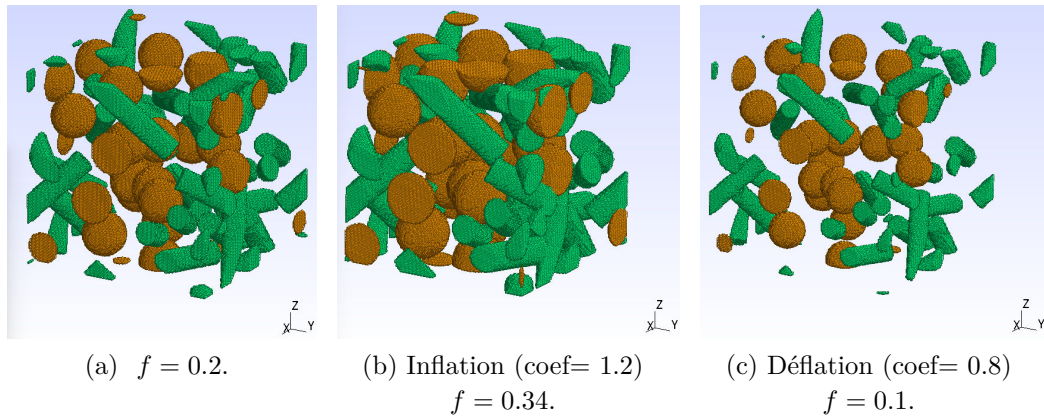 Z
X Y
Z
X Y
Z
X Y
(a) f = 0.2.
(b) Inflation (coef= 1.2)
f = 0.34.
(c) Déflation (coef= 0.8)
f = 0.1.